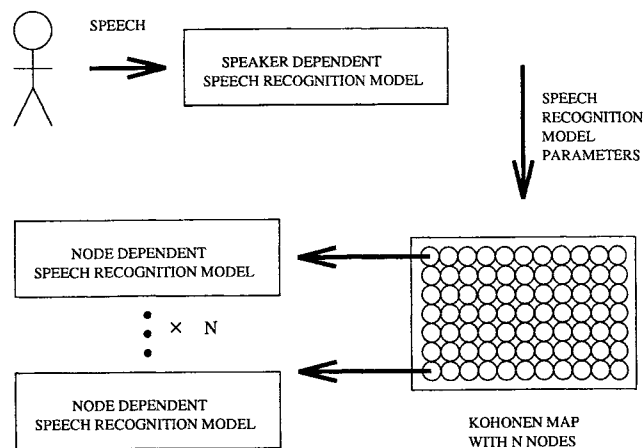 SPEECH
SPEAKER DEPENDENT
SPEECH RECOGNITION MODEL
SPEECH
RECOGNITION
MODEL
PARAMETERS
NODE DEPENDENT
SPEECH RECOGNITION MODEL
× N
NODE DEPENDENT
SPEECH RECOGNITION MODEL
KOHONEN MAP
WITH N NODES